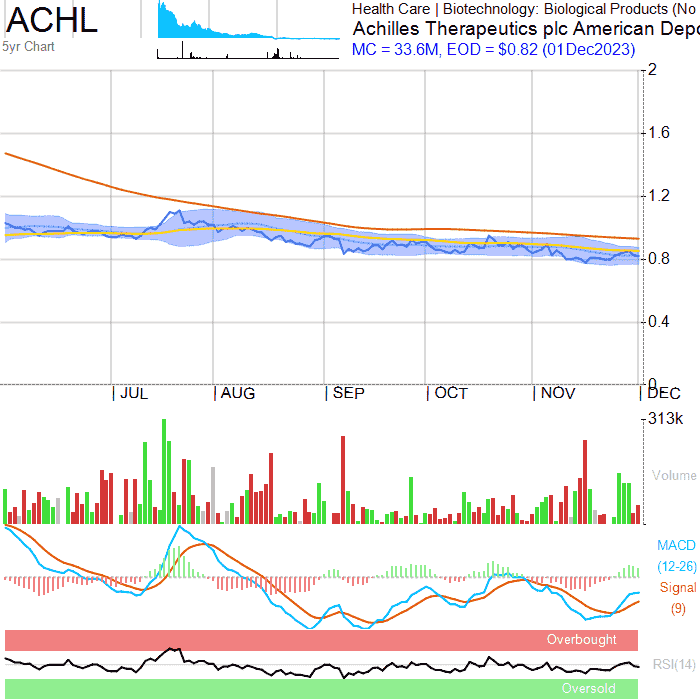 ACHL
5yr Chart
Health Care | Biotechnology: Biological Products (No
Achilles Therapeutics plc American Depo
MC = 33.6M, EOD = $0.82 (01Dec2023)
2
1.6
1.2
0.8
0.4
0
JUL AUG SEP OCT NOV DEC
313k
Volume
MACD
(12-26)
Signal
(9)
Overbought
RSI(14)
Oversold